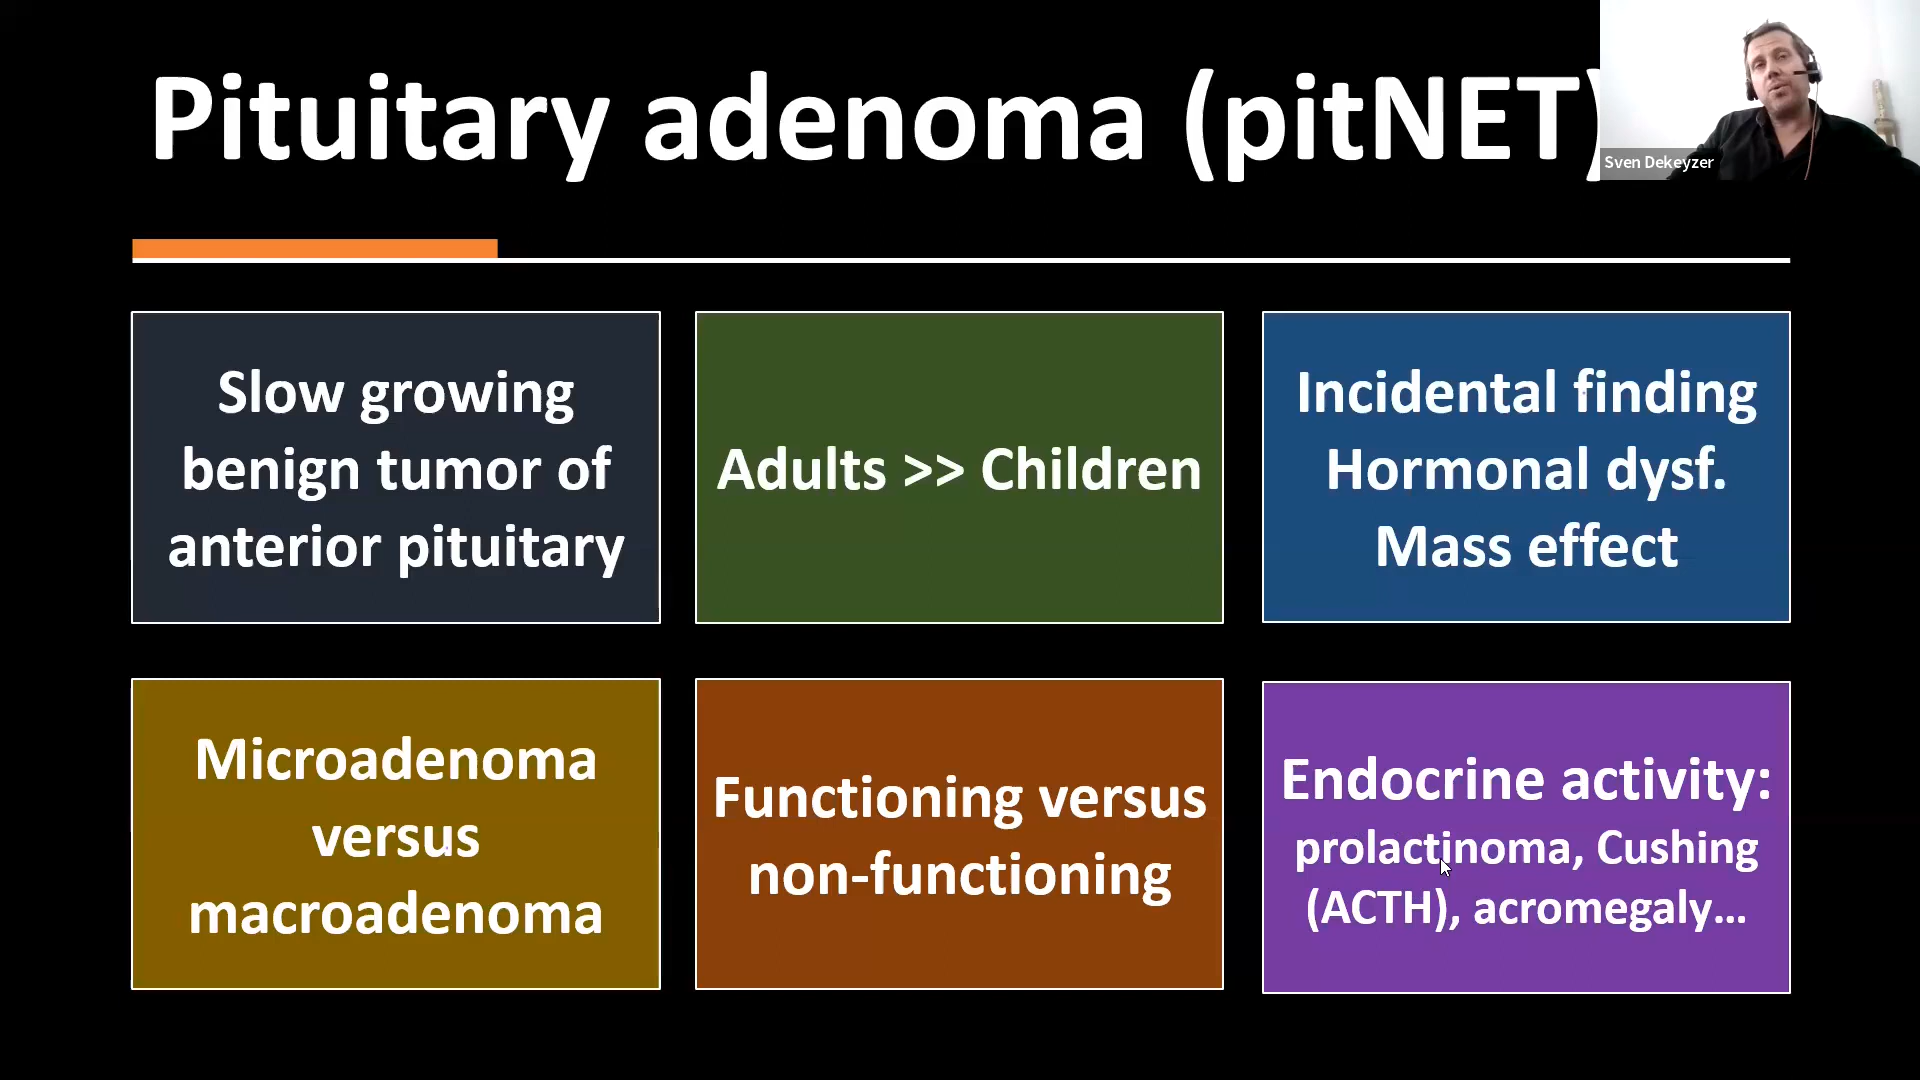 Pituitary adenoma (pitNET)
Sven Dekeyzer
Slow growing
benign tumor of
anterior pituitary
Adults >> Children
Incidental finding
Hormonal dysf.
Mass effect
Microadenoma
versus
macroadenoma
Functioning versus
non-functioning
Endocrine activity:
prolactinoma, Cushing
(ACTH), acromegaly...